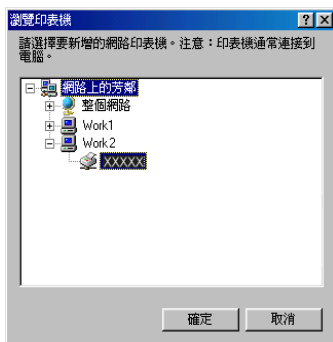 瀏覽印表機
請選擇要新增的網路印表機。注意：印表機通常連接到
電腦。
網路上的芳鄰
整個網路
Work1
Work2
XXXXX
確定
取消